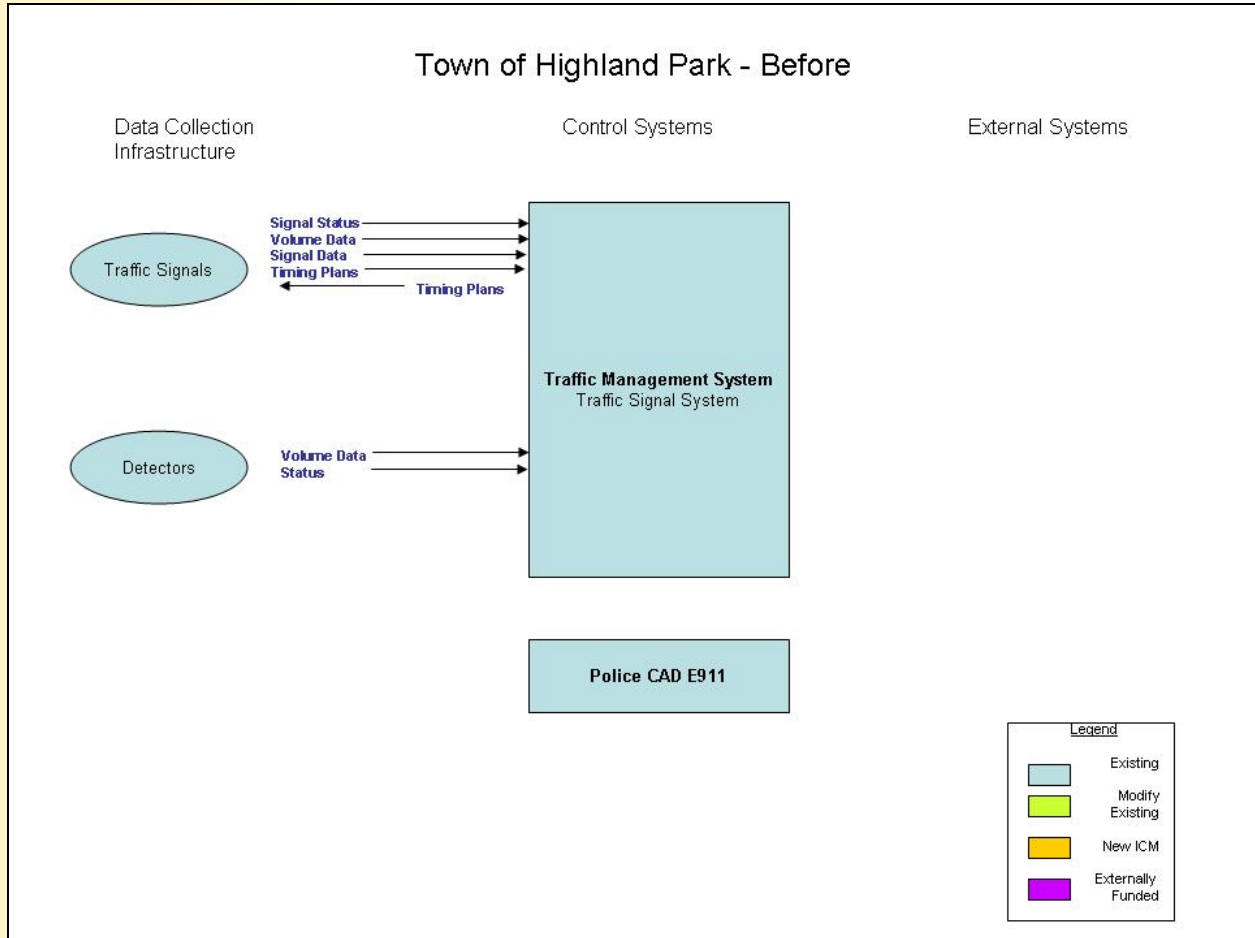 Town of Highland Park - Before
Data Collection
Infrastructure
Control Systems
External Systems
Traffic Signals
Signal Status
Volume Data
Signal Data
Timing Plans
Timing Plans
Traffic Management System
Traffic Signal System
Detectors
Volume Data
Status
Police CAD E911
Legend
Existing
Modify
Existing
New ICM
Externally
Funded